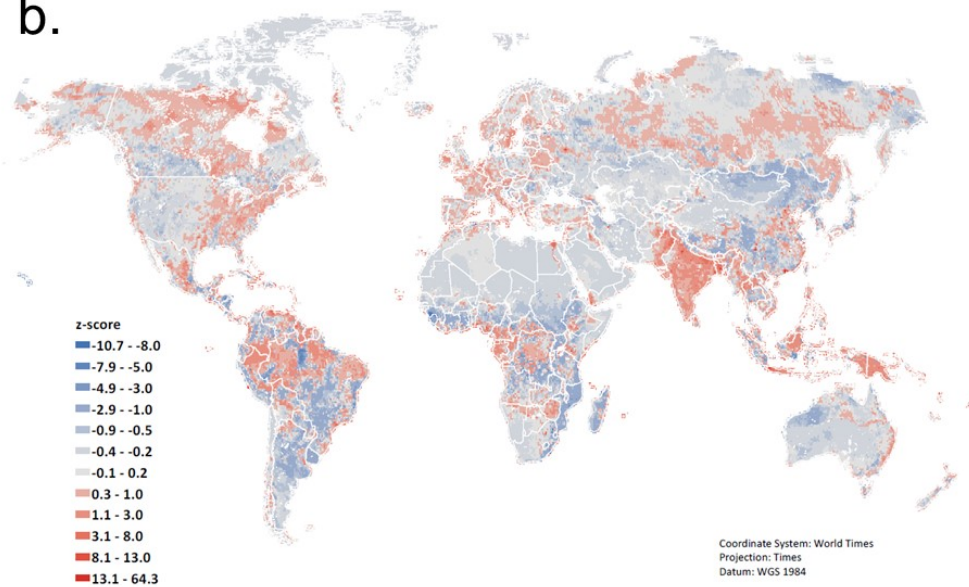 b.
z-score
-10.7 - -8.0
-7.9 - -5.0
-4.9 - -3.0
-2.9 - -1.0
-0.9 - -0.5
-0.4 - -0.2
-0.1 - 0.2
0.3 - 1.0
1.1 - 3.0
3.1 - 8.0
8.1 - 13.0
13.1 - 64.3
Coordinate System: World Times
Projection: Times
Datum: WGS 1984